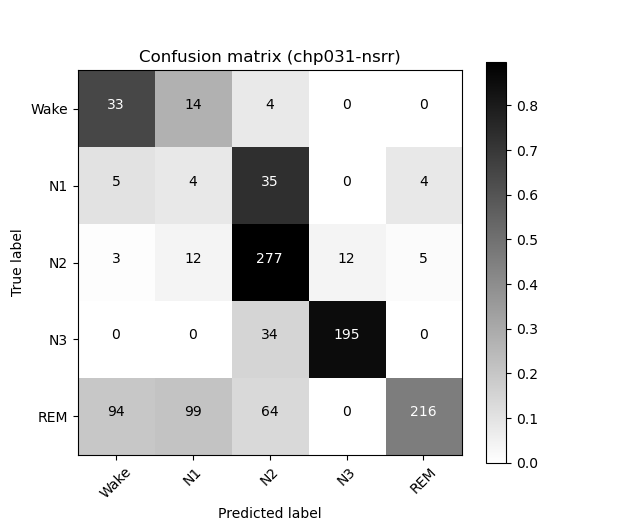 Confusion matrix (chp031-nsrr)
True label
Wake 33 14 4 0 0
N1 5 4 35 0 4
N2 3 12 277 12 5
N3 0 0 34 195 0
REM 94 99 64 0 216
Wake N1 N2 N3 REM
Predicted label
0.8
0.7
0.6
0.5
0.4
0.3
0.2
0.1
0.0